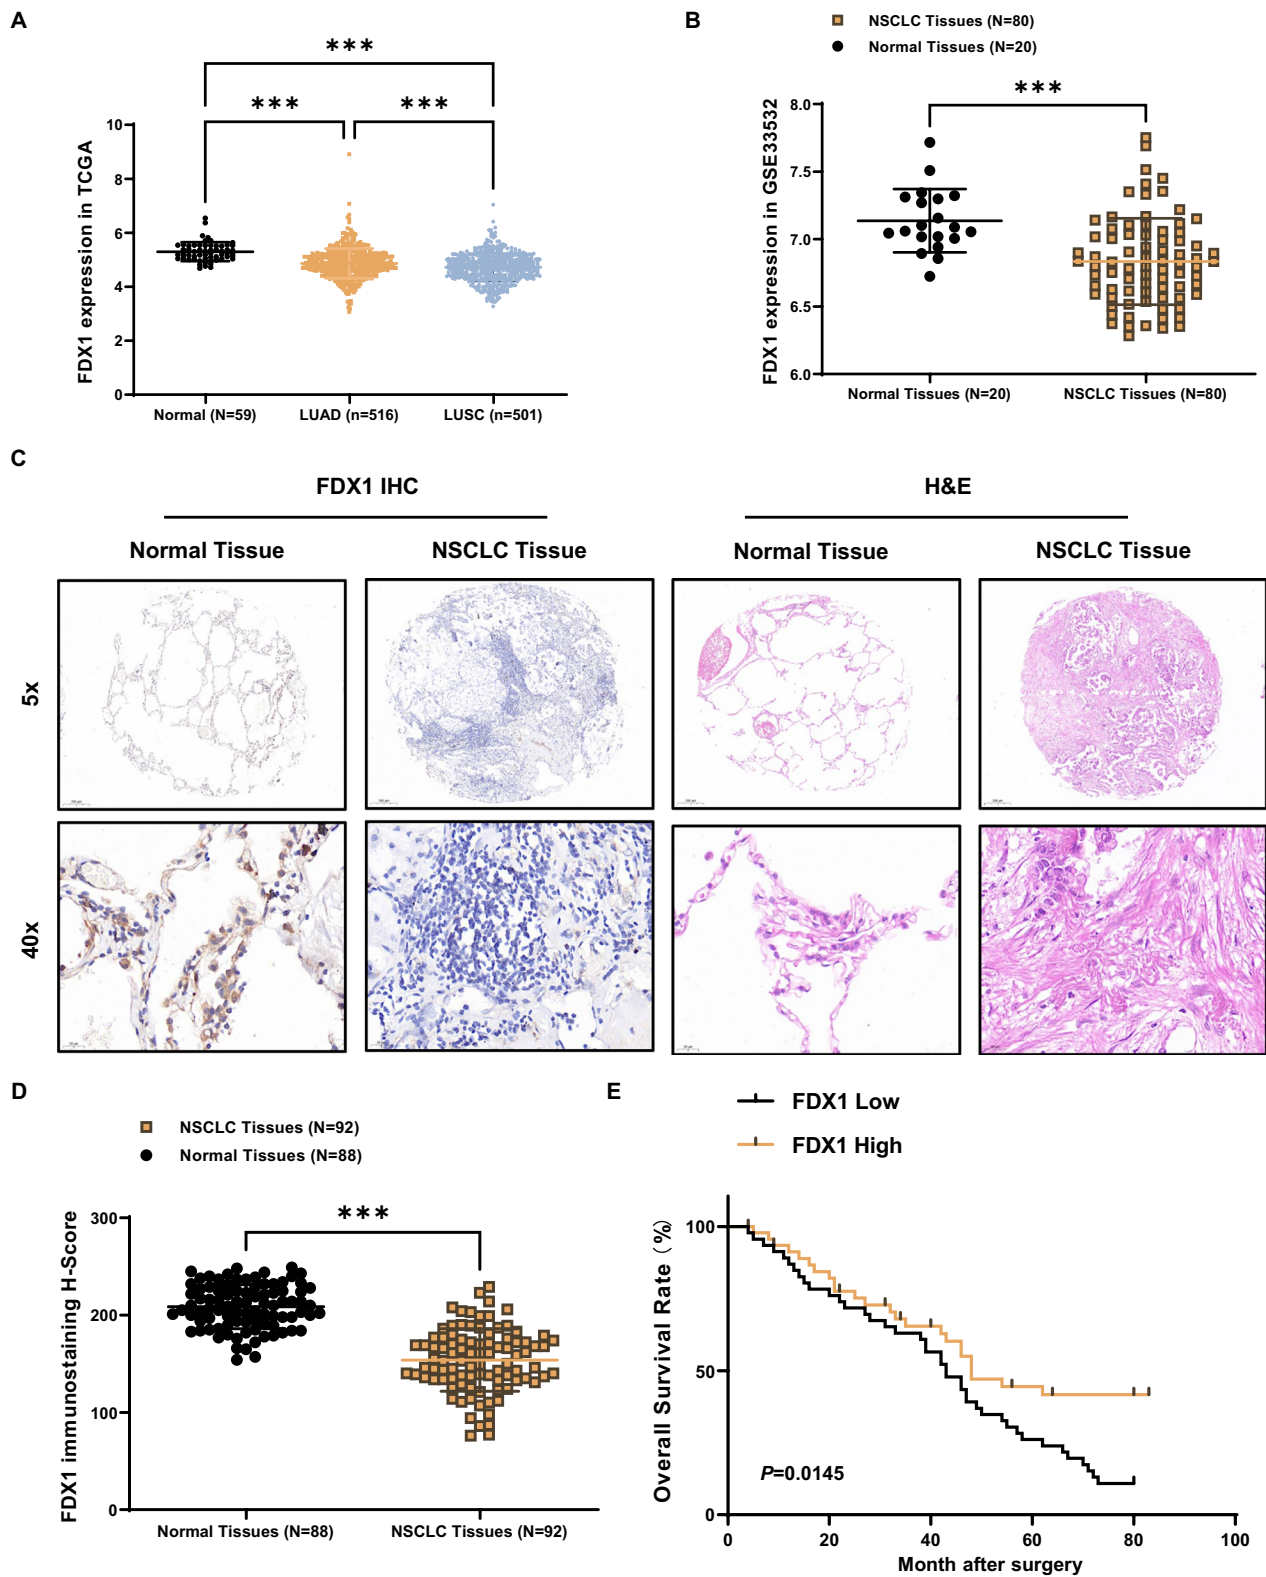 A
***
***
***
FDX1 expression in TCGA
10
8
6
4
2
0
Normal (N=59)
LUAD (n=516)
LUSC (n=501)
B
NSCLC Tissues (N=80)
Normal Tissues (N=20)
***
FDX1 expression in GSE33532
8.0
7.5
7.0
6.5
6.0
Normal Tissues (N=20)
NSCLC Tissues (N=80)
C
FDX1 IHC
H&E
Normal Tissue
NSCLC Tissue
Normal Tissue
NSCLC Tissue
5x
40x
D
NSCLC Tissues (N=92)
Normal Tissues (N=88)
***
FDX1 immunostaining H-Score
300
200
100
0
Normal Tissues (N=88)
NSCLC Tissues (N=92)
E
FDX1 Low
FDX1 High
Overall Survival Rate (%)
100
50
0
P=0.0145
0
20
40
60
80
100
Month after surgery